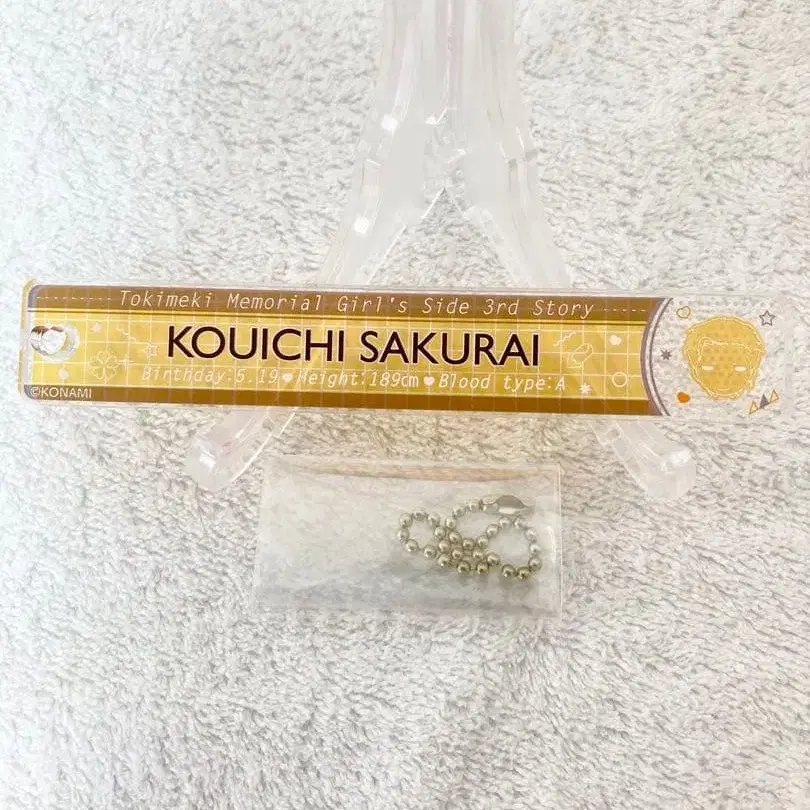 Tokimeki Memorial Girl's Side 3rd Story
KOUICHI SAKURAI
Birthday:5.19♥Height:189cm♥Blood type:A
©KONAMI